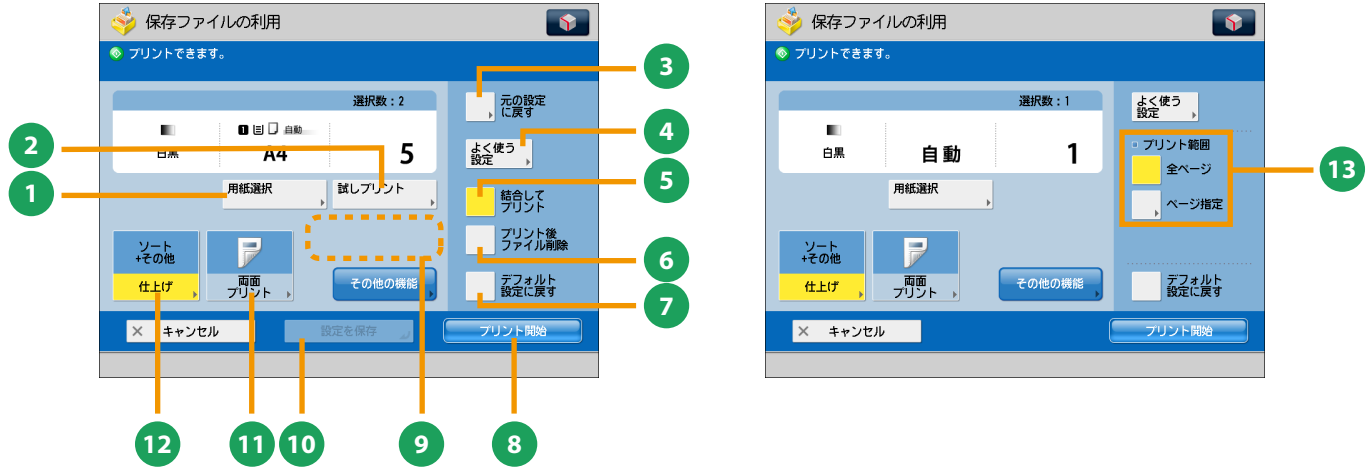 保存ファイルの利用
プリントできます。
選択数：2
1 自動
白黒 A4 5
用紙選択
試しプリント
ソート
+その他
仕上げ
両面
プリント
その他の機能
元の設定
に戻す
よく使う
設定
結合して
プリント
プリント後
ファイル削除
デフォルト
設定に戻す
× キャンセル
設定を保存
プリント開始
1
2
3
4
5
6
7
8
9
10
11
12
保存ファイルの利用
プリントできます。
選択数：1
白黒 自動 1
用紙選択
ソート
+その他
仕上げ
両面
プリント
その他の機能
よく使う
設定
プリント範囲
全ページ
ページ指定
デフォルト
設定に戻す
× キャンセル
プリント開始
13